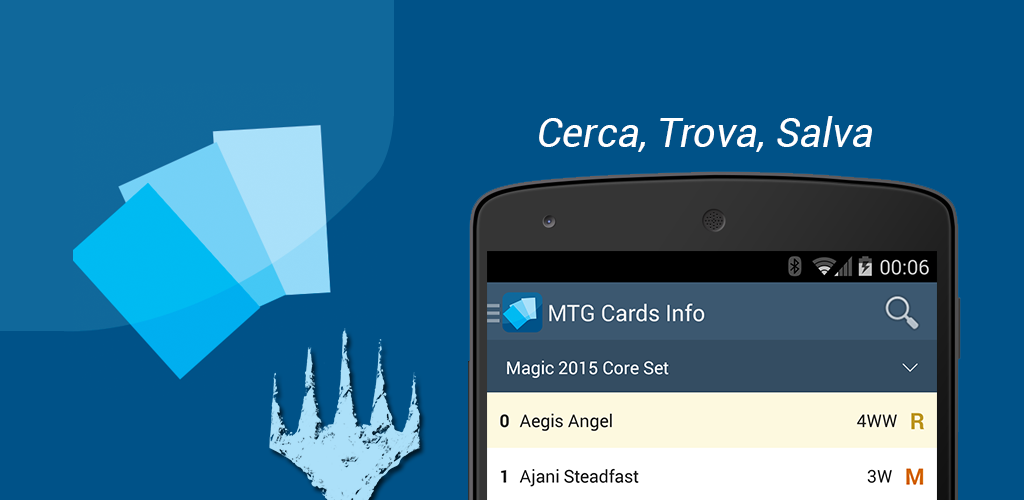 Cerca, Trova, Salva
00:06
MTG Cards Info
Magic 2015 Core Set
0 Aegis Angel 4WW R
1 Ajani Steadfast 3W M